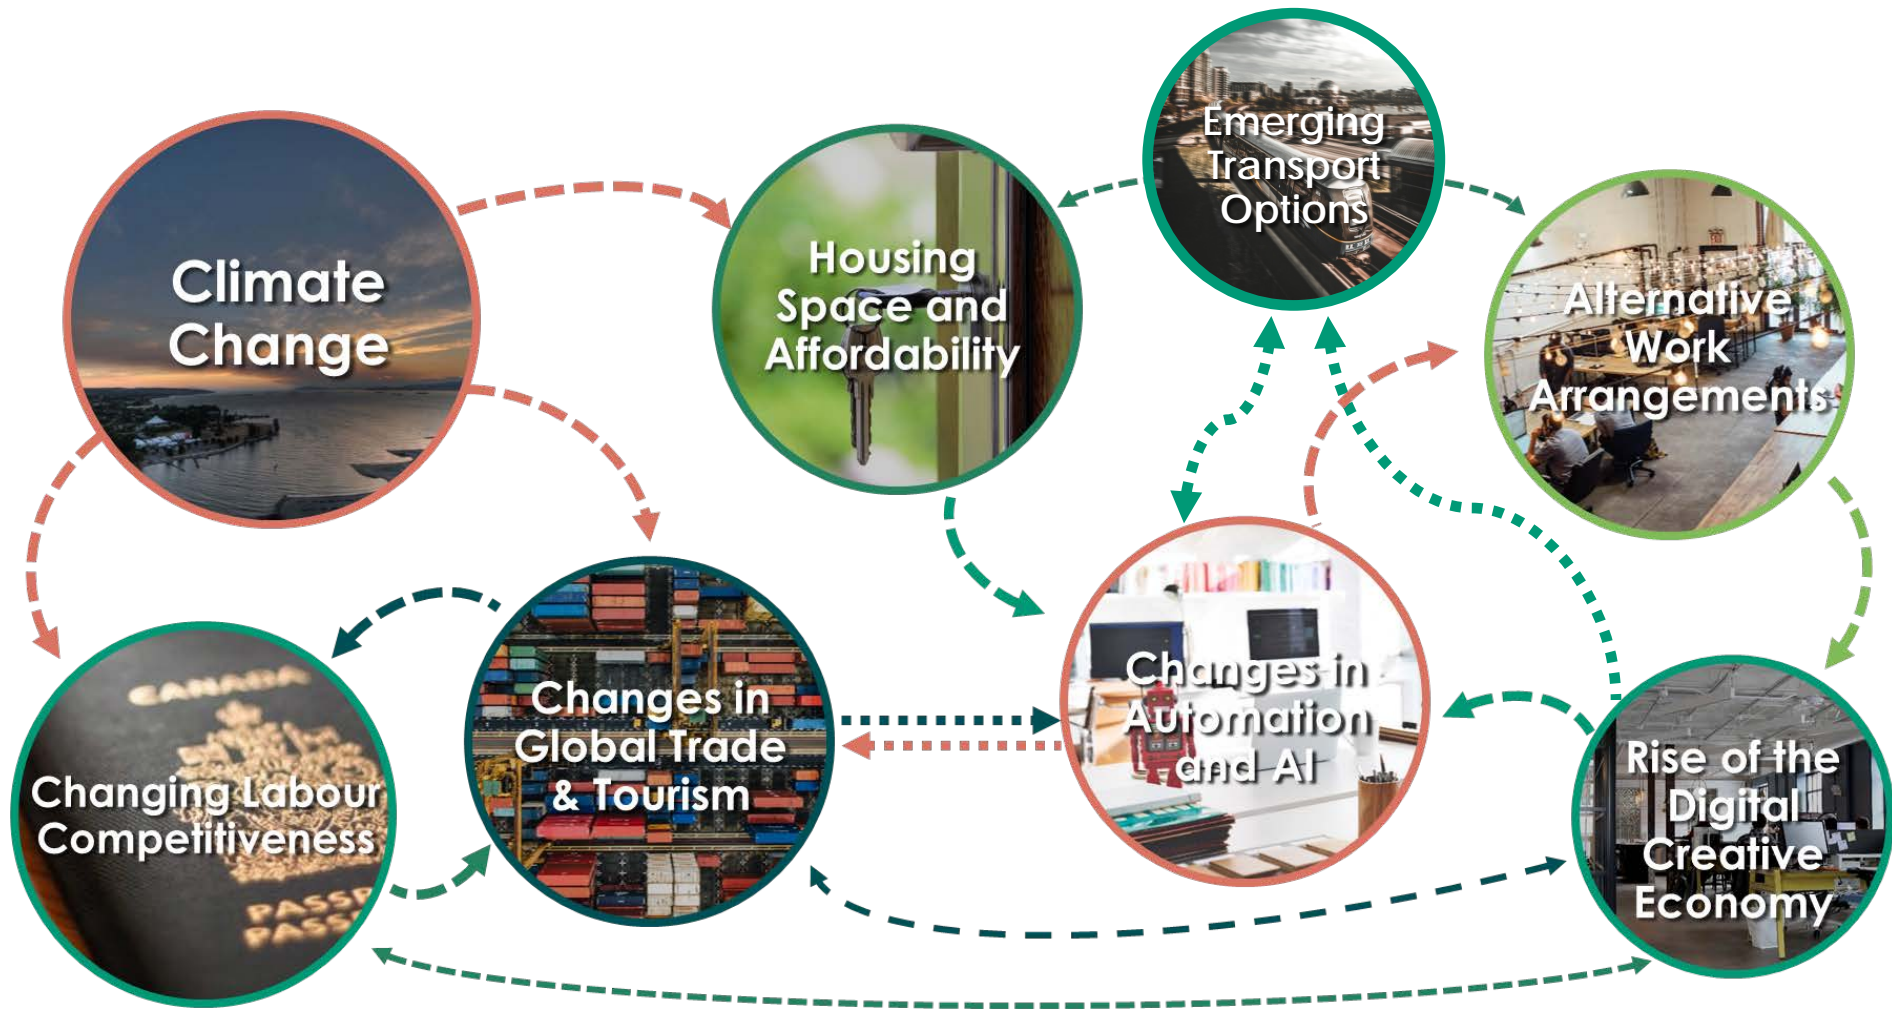 Emerging
Transport
Options
Climate
Change
Housing
Space and
Affordability
Alternative
Work
Arrangements
CANADA
Changing Labour
Competitiveness
Changes in
Global Trade
& Tourism
Changes in
Automation
and AI
Rise of the
Digital
Creative
Economy